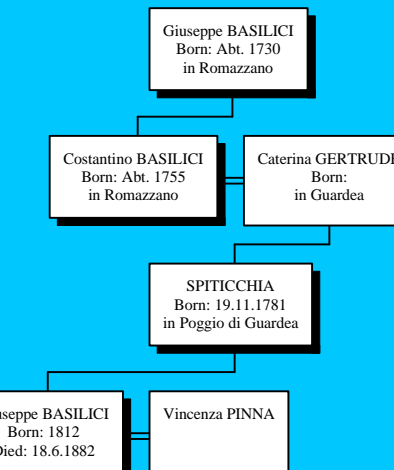 Giuseppe BASILICI
Born: Abt. 1730
in Romazzano
Costantino BASILICI
Born: Abt. 1755
in Romazzano
Caterina GERTRUDE
Born:
in Guardea
SPITICCHIA
Born: 19.11.1781
in Poggio di Guardea
useppe BASILICI
Born: 1812
Died: 18.6.1882
Vincenza PINNA